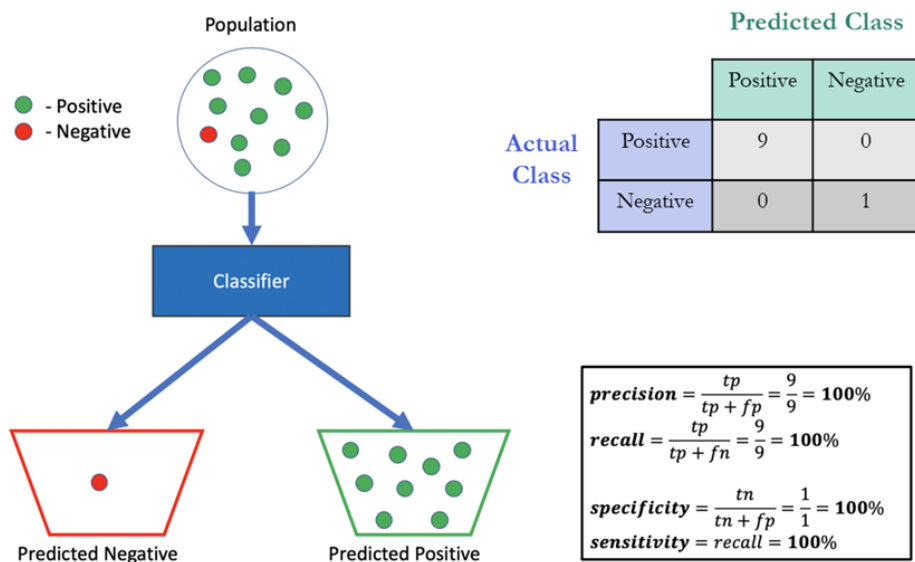 Population
- Positive
- Negative
Classifier
Predicted Negative
Predicted Positive
Predicted Class
Positive Negative
Actual
Class
Positive 9 0
Negative 0 1
precision = tp / tp + fp = 9 / 9 = 100%
recall = tp / tp + fn = 9 / 9 = 100%
specificity = tn / tn + fp = 1 / 1 = 100%
sensitivity = recall = 100%